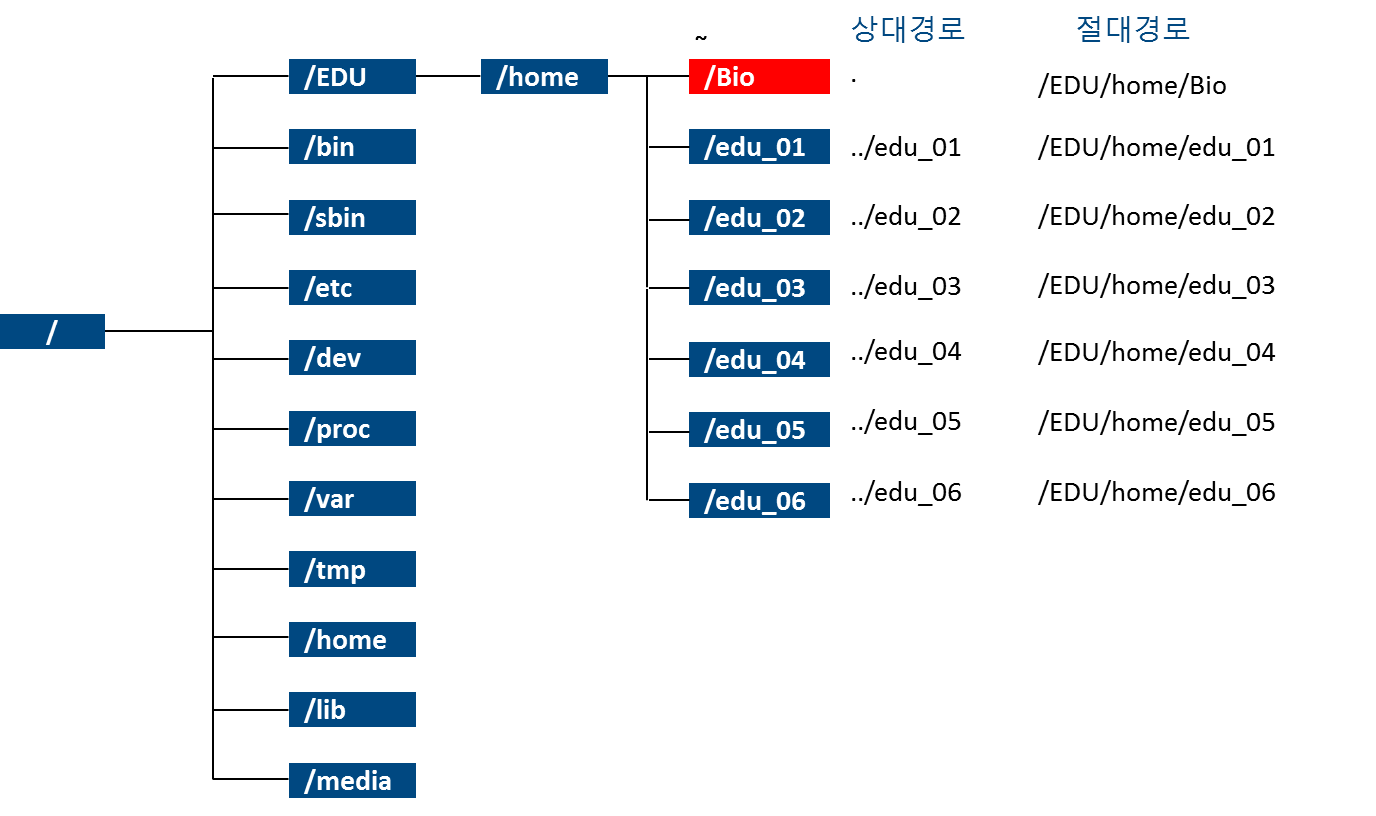 ~ 상대경로 절대경로
/EDU /home /Bio . /EDU/home/Bio
/bin /edu_01 ../edu_01 /EDU/home/edu_01
/sbin /edu_02 ../edu_02 /EDU/home/edu_02
/etc /edu_03 ../edu_03 /EDU/home/edu_03
/
/dev /edu_04 ../edu_04 /EDU/home/edu_04
/proc /edu_05 ../edu_05 /EDU/home/edu_05
/var /edu_06 ../edu_06 /EDU/home/edu_06
/tmp
/home
/lib
/media